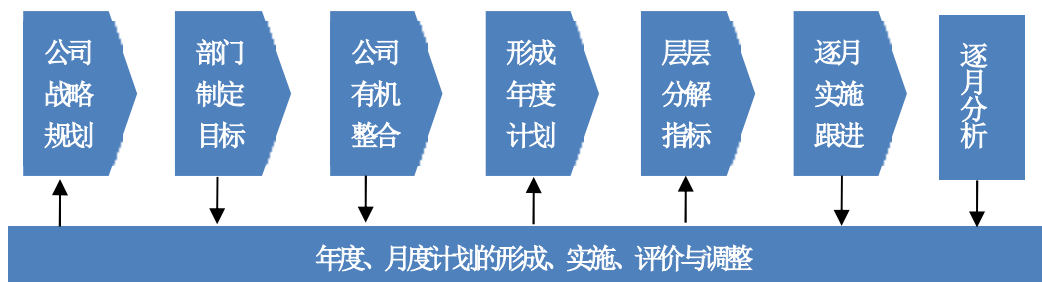 公司
战略
规划
部门
制定
目标
公司
有机
整合
形成
年度
计划
层层
分解
指标
逐月
实施
跟进
逐
月
分
析
年度、月度计划的形成、实施、评价与调整